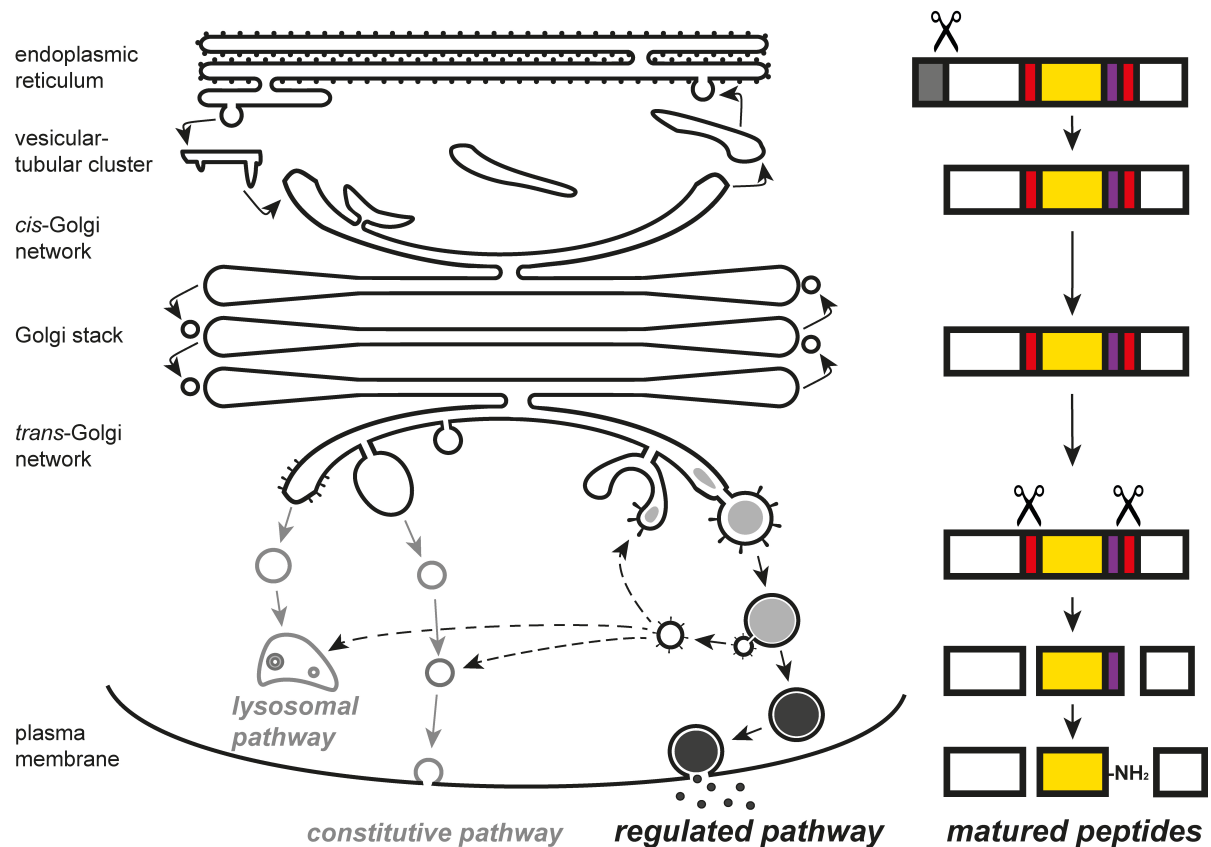 endoplasmic
reticulum
vesicular-
tubular cluster
cis-Golgi
network
Golgi stack
trans-Golgi
network
lysosomal
pathway
plasma
membrane
-NH₂
constitutive pathway
regulated pathway
matured peptides